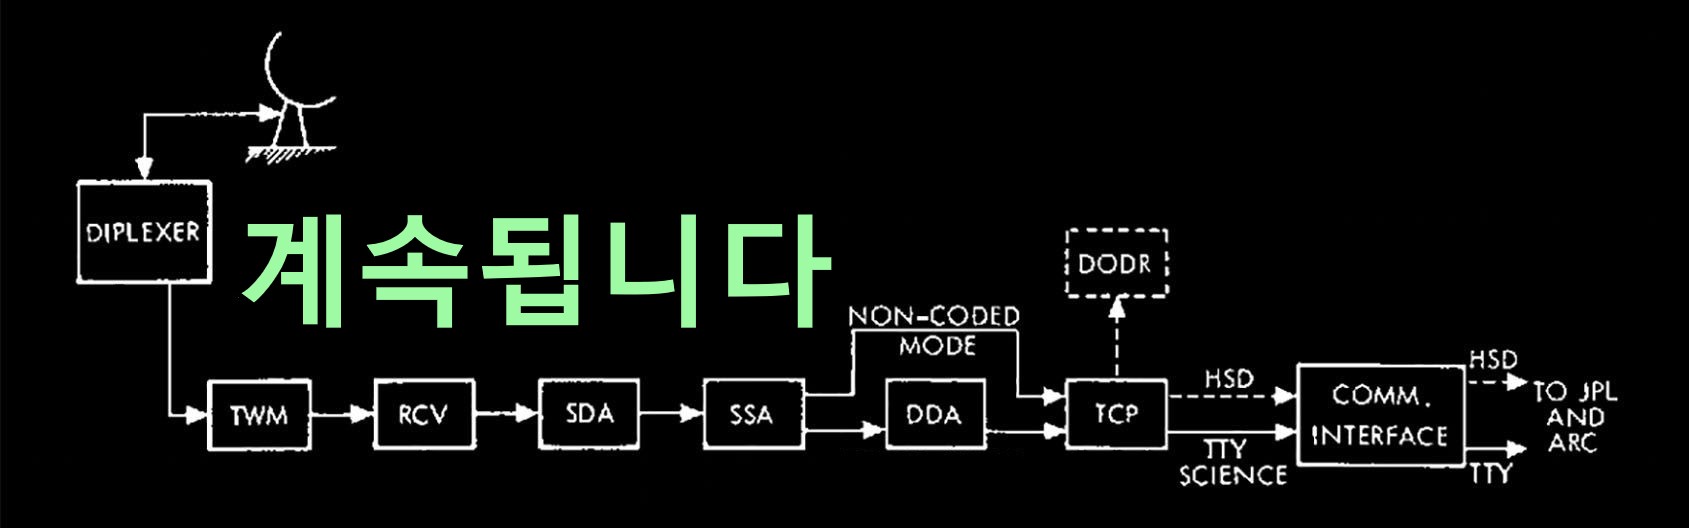 DIPLEXER
계속됩니다
DODR
NON-CODED
MODE
TWM
RCV
SDA
SSA
DDA
TCP
HSD
TTY
SCIENCE
COMM.
INTERFACE
HSD
TTY
TO JPL
AND
ARC